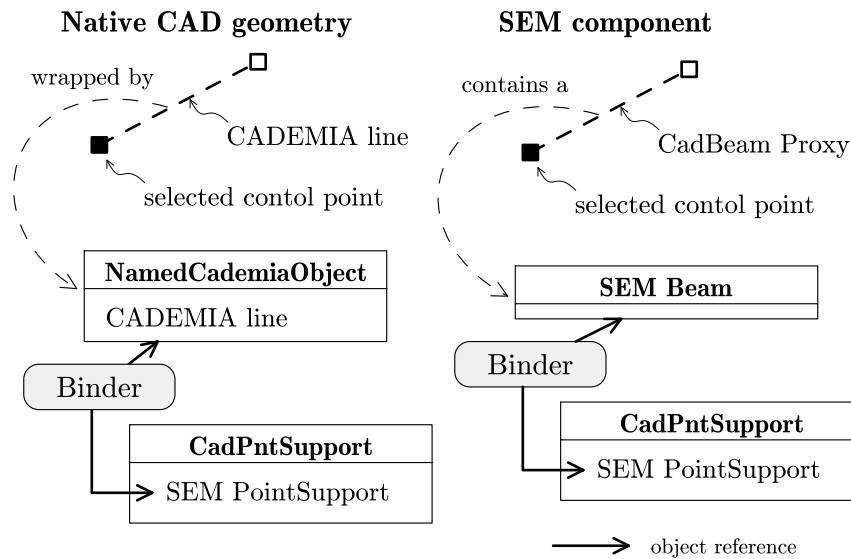 Native CAD geometry
wrapped by
CADEMIA line
selected contol point
NamedCademiaObject
CADEMIA line
Binder
CadPntSupport
SEM PointSupport
SEM component
contains a
CadBeam Proxy
selected contol point
SEM Beam
Binder
CadPntSupport
SEM PointSupport
object reference